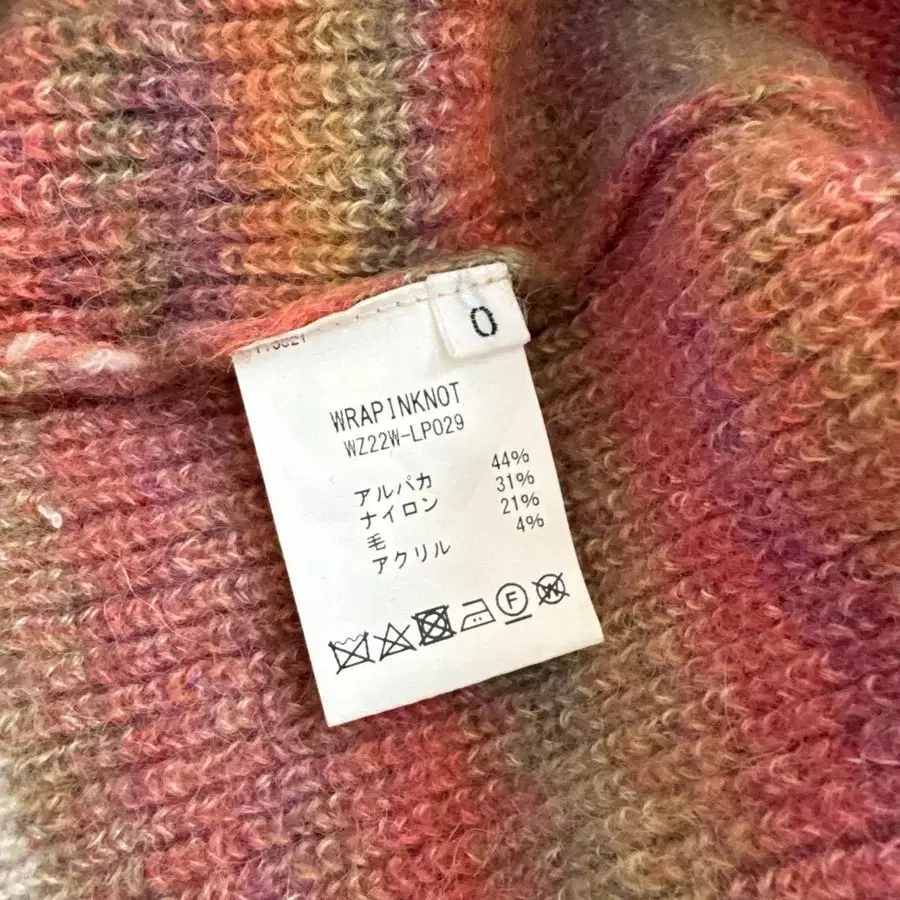 0
WRAPINKNOT
WZ22W-LP029
アルパカ 44%
ナイロン 31%
毛 21%
アクリル 4%
F
W